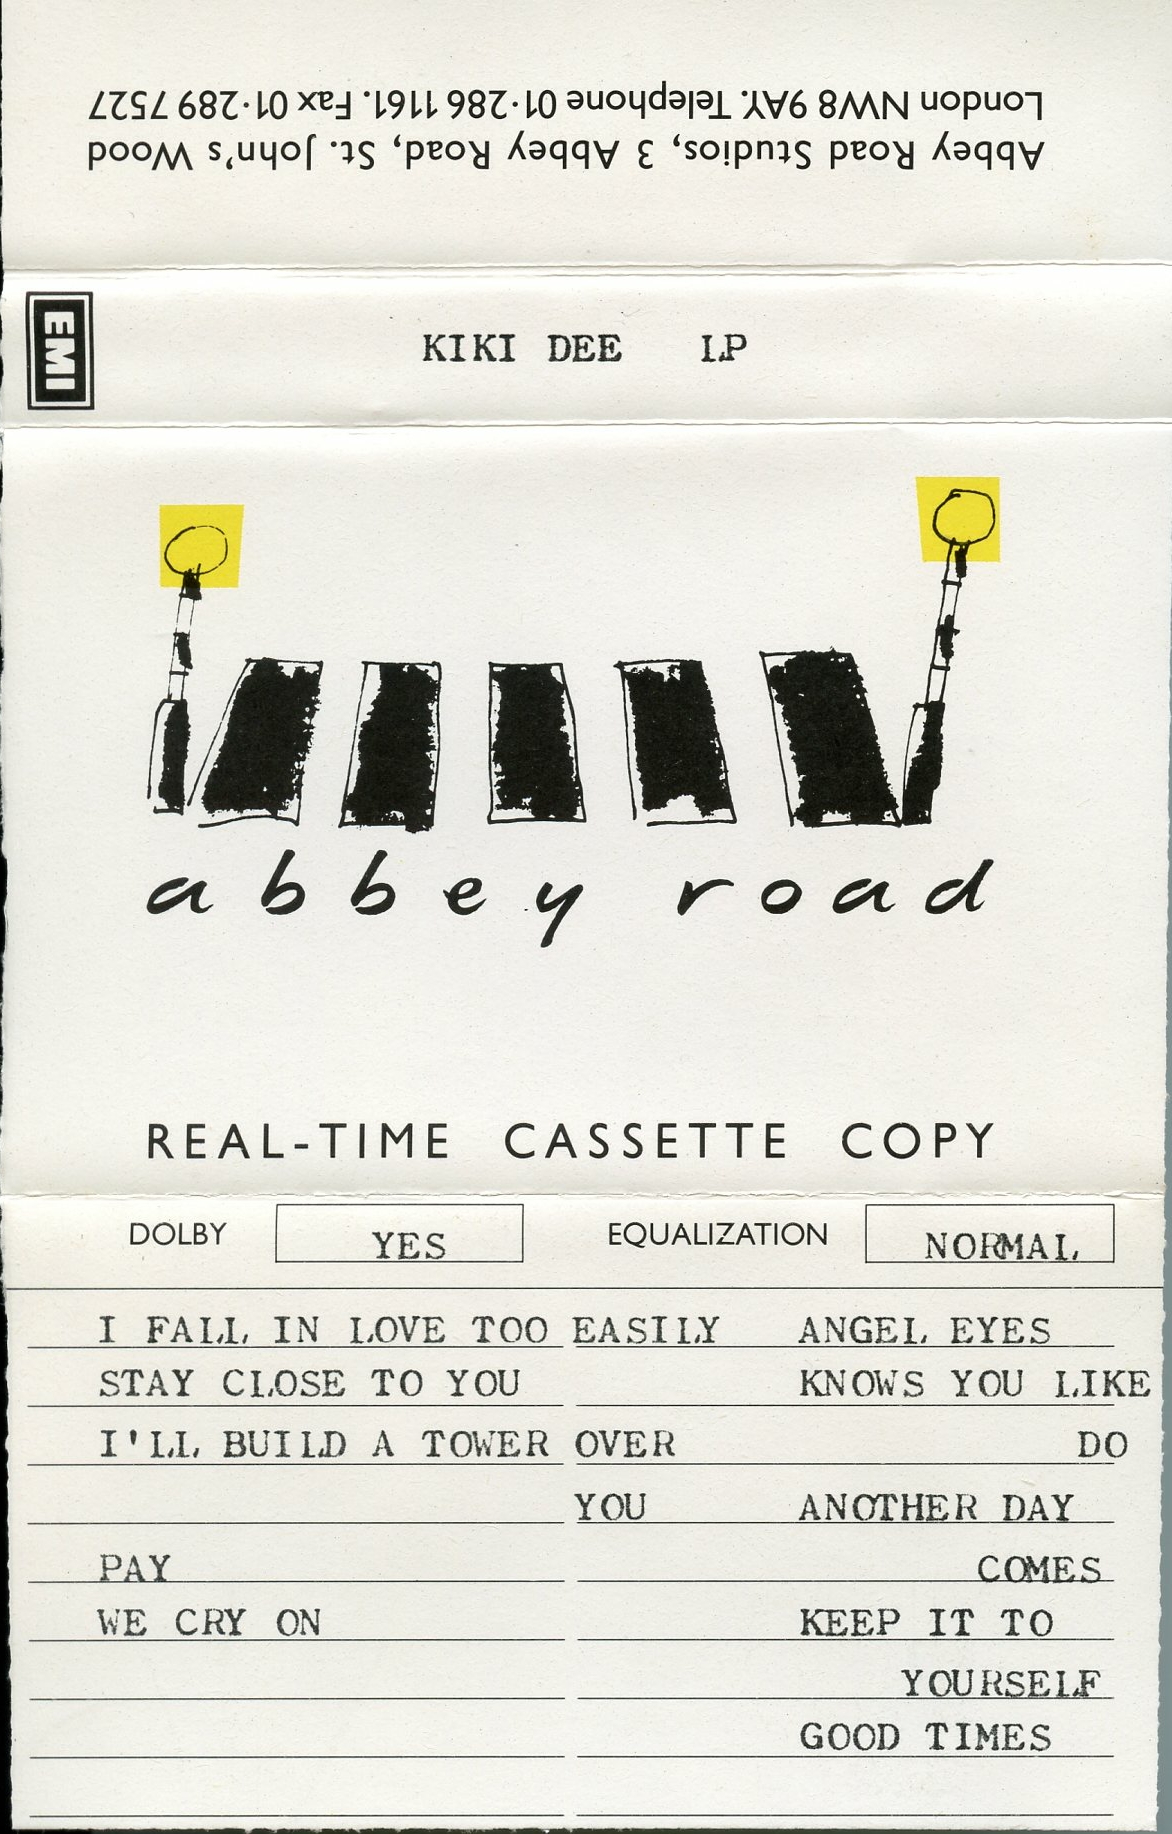 Abbey Road Studios, 3 Abbey Road, St. John's Wood
London NW8 9AY. Telephone 01·286 1161. Fax 01·289 7527
EMI
KIKI DEE LP
abbey road
REAL-TIME CASSETTE COPY
DOLBY YES EQUALIZATION NORMAL
I FALL IN LOVE TOO EASILY ANGEL EYES
STAY CLOSE TO YOU KNOWS YOU LIKE
I'LL BUILD A TOWER OVER DO
YOU ANOTHER DAY
PAY COMES
WE CRY ON KEEP IT TO
YOURSELF
GOOD TIMES